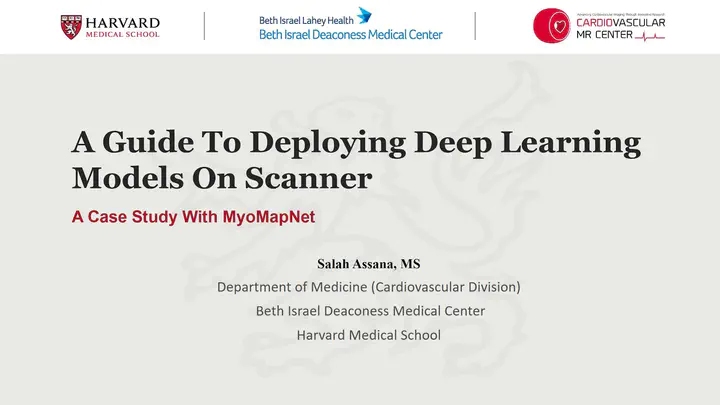 HARVARD
MEDICAL SCHOOL
Beth Israel Lahey Health
Beth Israel Deaconess Medical Center
CARDIOVASCULAR
MR CENTER
A Guide To Deploying Deep Learning
Models On Scanner
A Case Study With MyoMapNet
Salah Assana, MS
Department of Medicine (Cardiovascular Division)
Beth Israel Deaconess Medical Center
Harvard Medical School